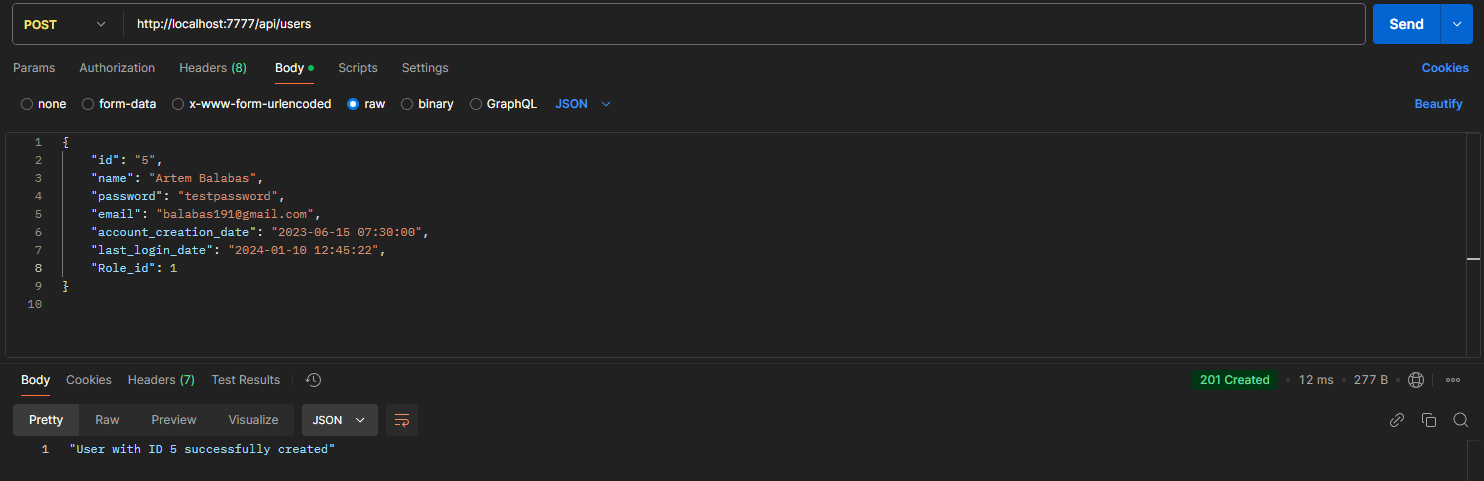 POST http://localhost:7777/api/users Send
Params Authorization Headers (8) Body Scripts Settings Cookies
none form-data x-www-form-urlencoded raw binary GraphQL JSON Beautify
1 {
2 "id": "5",
3 "name": "Artem Balabas",
4 "password": "testpassword",
5 "email": "balabas191@gmail.com",
6 "account_creation_date": "2023-06-15 07:30:00",
7 "last_login_date": "2024-01-10 12:45:22",
8 "Role_id": 1
9 }
10
Body Cookies Headers (7) Test Results 201 Created 12 ms 277 B
Pretty Raw Preview Visualize JSON
1 "User with ID 5 successfully created"